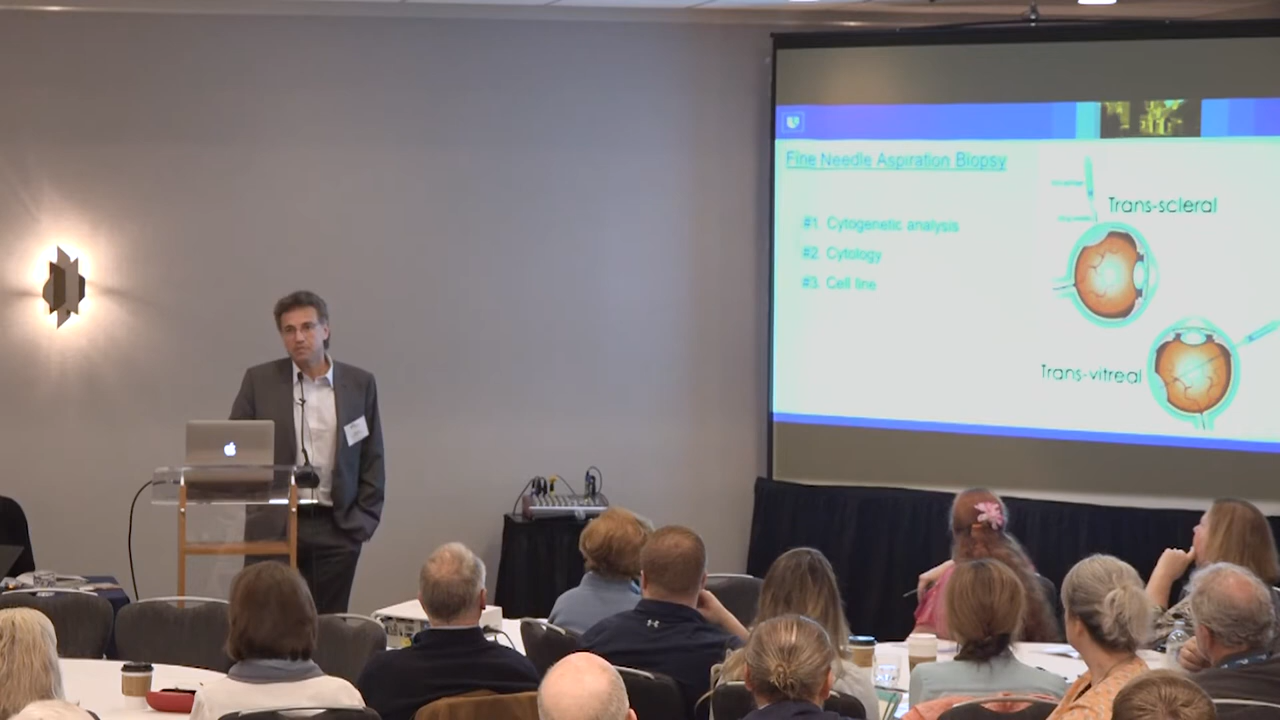 Fine Needle Aspiration Biopsy
Trans-scleral
#1. Cytogenetic analysis
#2. Cytology
#3. Cell line
Trans-vitreal